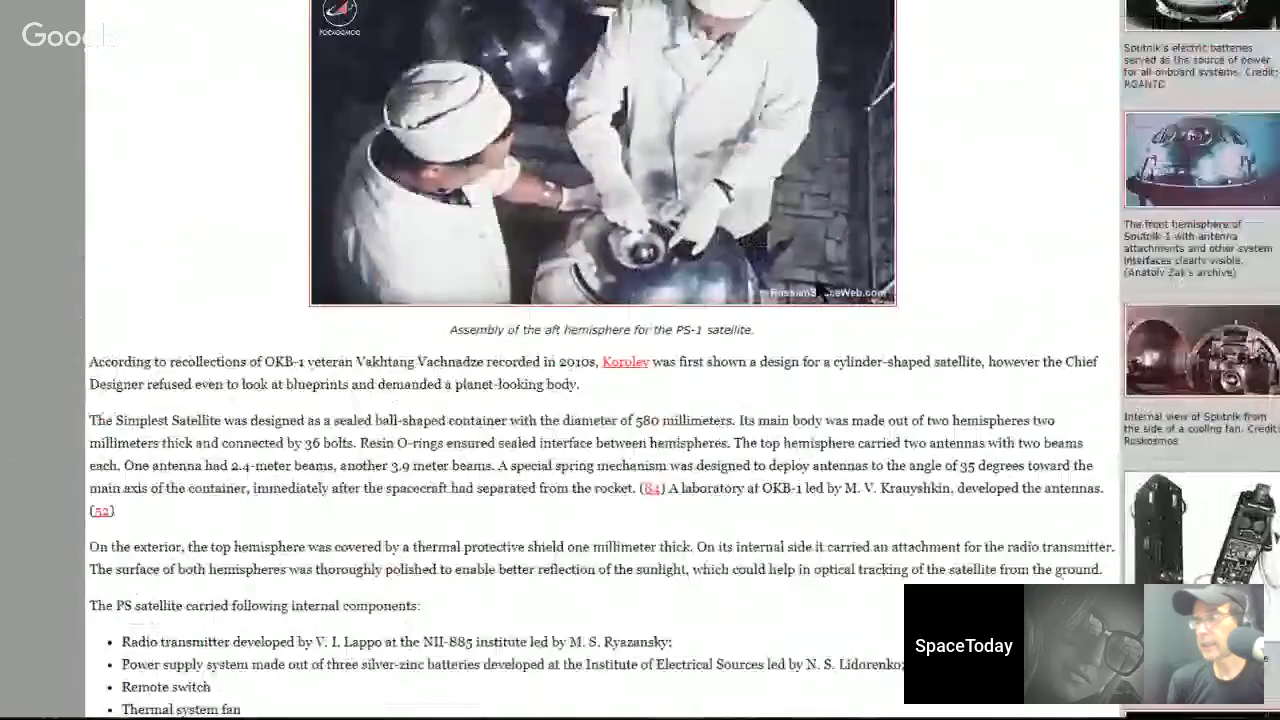 Google
РОСКОСМОС
Sputnik's electric batteries
served as the source of power
for all onboard systems. Credit:
RGANTD
The front hemisphere of
Sputnik 1 with antenna
attachments and other system
interfaces clearly visible.
(Anatoly Zak's archive)
RussianS ceWeb.com
Assembly of the aft hemisphere for the PS-1 satellite.
According to recollections of OKB-1 veteran Vakhtang Vachnadze recorded in 2010s, Korolev was first shown a design for a cylinder-shaped satellite, however the Chief
Designer refused even to look at blueprints and demanded a planet-looking body.
The Simplest Satellite was designed as a sealed ball-shaped container with the diameter of 580 millimeters. Its main body was made out of two hemispheres two
millimeters thick and connected by 36 bolts. Resin O-rings ensured sealed interface between hemispheres. The top hemisphere carried two antennas with two beams
each. One antenna had 2.4-meter beams, another 3.9 meter beams. A special spring mechanism was designed to deploy antennas to the angle of 35 degrees toward the
main axis of the container, immediately after the spacecraft had separated from the rocket. (84) A laboratory at OKB-1 led by M. V. Krauyshkin, developed the antennas.
(52)
Internal view of Sputnik from
the side of a cooling fan. Credit:
Roskosmos
On the exterior, the top hemisphere was covered by a thermal protective shield one millimeter thick. On its internal side it carried an attachment for the radio transmitter.
The surface of both hemispheres was thoroughly polished to enable better reflection of the sunlight, which could help in optical tracking of the satellite from the ground.
The PS satellite carried following internal components:
• Radio transmitter developed by V. I. Lappo at the NII-885 institute led by M. S. Ryazansky;
• Power supply system made out of three silver-zinc batteries developed at the Institute of Electrical Sources led by N. S. Lidorenko;
• Remote switch
• Thermal system fan
SpaceToday